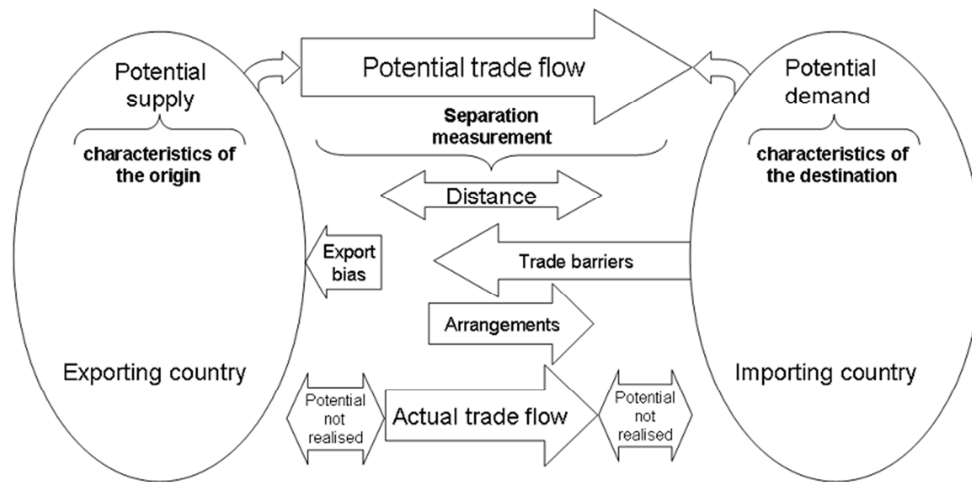 Potential
supply
characteristics of
the origin
Exporting country
Potential trade flow
Separation
measurement
Distance
Export
bias
Trade barriers
Arrangements
Potential
not
realised
Actual trade flow
Potential
not
realised
Potential
demand
characteristics of
the destination
Importing country